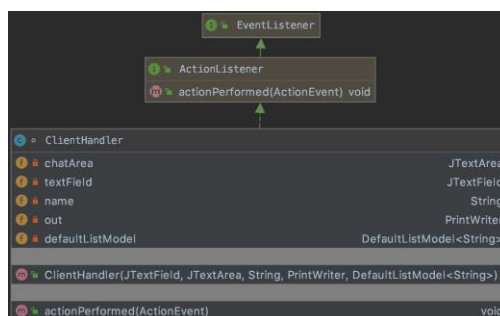 EventListener
ActionListener
actionPerformed(ActionEvent) void
ClientHandler
chatArea JTextArea
textField JTextField
name String
out PrintWriter
defaultListModel DefaultListModel<String>
ClientHandler(JTextField, JTextArea, String, PrintWriter, DefaultListModel<String>)
actionPerformed(ActionEvent) void